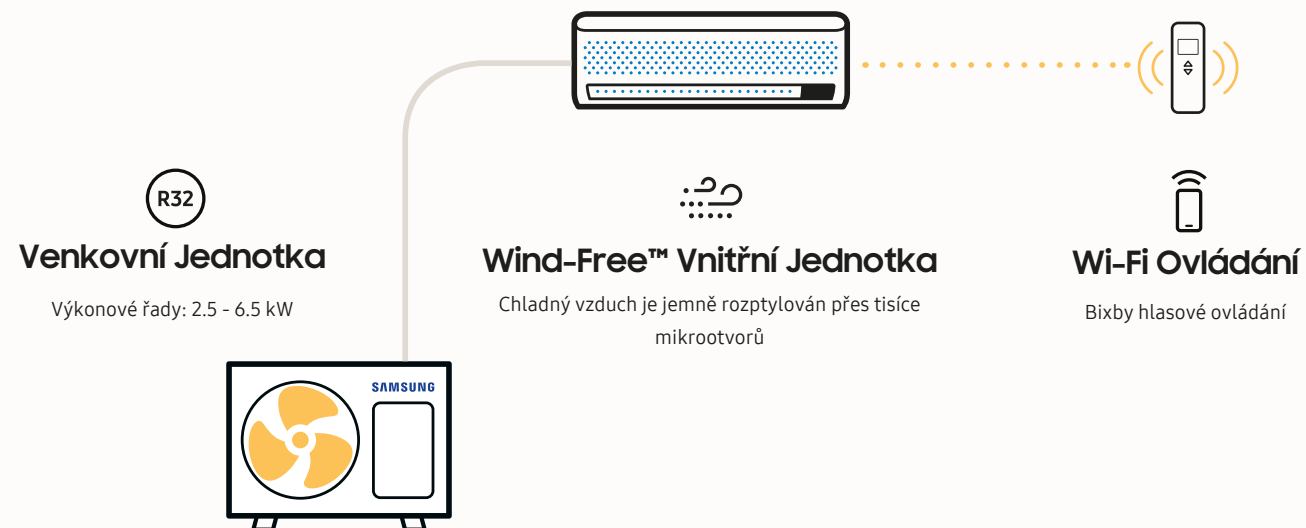 R32
Venkovní Jednotka
Výkonové řady: 2.5 - 6.5 kW
Wind-Free™ Vnitřní Jednotka
Chladný vzduch je jemně rozptylován přes tisíce
mikrootvorů
Wi-Fi Ovládání
Bixby hlasové ovládání
SAMSUNG